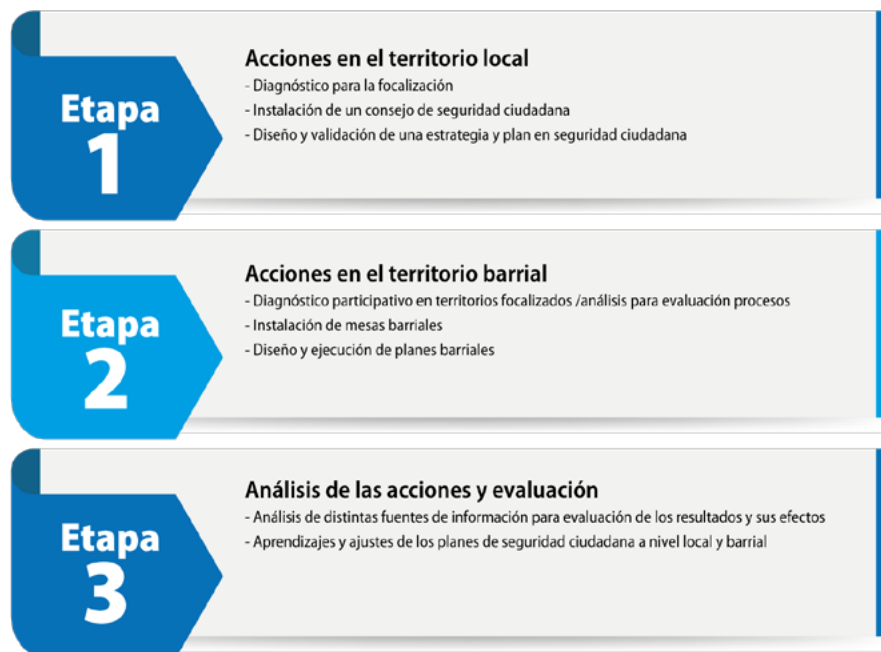 Etapa
1
Acciones en el territorio local
- Diagnóstico para la focalización
- Instalación de un consejo de seguridad ciudadana
- Diseño y validación de una estrategia y plan en seguridad ciudadana
Etapa
2
Acciones en el territorio barrial
- Diagnóstico participativo en territorios focalizados /análisis para evaluación procesos
- Instalación de mesas barriales
- Diseño y ejecución de planes barriales
Etapa
3
Análisis de las acciones y evaluación
- Análisis de distintas fuentes de información para evaluación de los resultados y sus efectos
- Aprendizajes y ajustes de los planes de seguridad ciudadana a nivel local y barrial